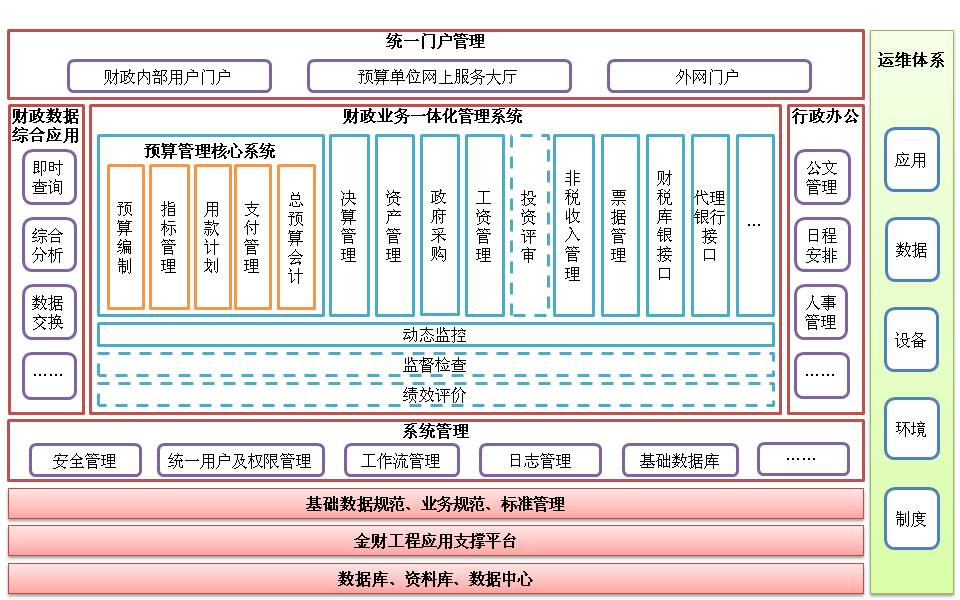 统一门户管理
财政内部用户门户
预算单位网上服务大厅
外网门户
财政数据
综合应用
即时
查询
综合
分析
数据
交换
……
财政业务一体化管理系统
预算管理核心系统
预算编制
指标管理
用款计划
支付管理
总预算会计
决算管理
资产管理
政府采购
工资管理
投资评审
非税收入管理
票据管理
财税库银接口
代理
银行
接口
…
动态监控
监督检查
绩效评价
行政办公
公文
管理
日程
安排
人事
管理
……
系统管理
安全管理
统一用户及权限管理
工作流管理
日志管理
基础数据库
……
基础数据规范、业务规范、标准管理
金财工程应用支撑平台
数据库、资料库、数据中心
运维体系
应用
数据
设备
环境
制度